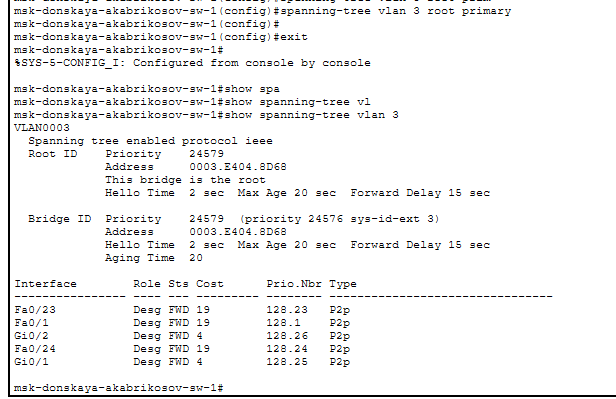 msk-donskaya-akabrikosov-sw-1(config)#spanning-tree vlan 3 root primary
msk-donskaya-akabrikosov-sw-1(config)#
msk-donskaya-akabrikosov-sw-1(config)#exit
msk-donskaya-akabrikosov-sw-1#
%SYS-5-CONFIG_I: Configured from console by console
msk-donskaya-akabrikosov-sw-1#show spa
msk-donskaya-akabrikosov-sw-1#show spanning-tree vl
msk-donskaya-akabrikosov-sw-1#show spanning-tree vlan 3
VLAN0003
Spanning tree enabled protocol ieee
Root ID Priority 24579
Address 0003.E404.8D68
This bridge is the root
Hello Time 2 sec Max Age 20 sec Forward Delay 15 sec
Bridge ID Priority 24579 (priority 24576 sys-id-ext 3)
Address 0003.E404.8D68
Hello Time 2 sec Max Age 20 sec Forward Delay 15 sec
Aging Time 20
Interface Role Sts Cost Prio.Nbr Type
---------------- ---- --- --------- -------- --------------------------------
Fa0/23 Desg FWD 19 128.23 P2p
Fa0/1 Desg FWD 19 128.1 P2p
Gi0/2 Desg FWD 4 128.26 P2p
Fa0/24 Desg FWD 19 128.24 P2p
Gi0/1 Desg FWD 4 128.25 P2p
msk-donskaya-akabrikosov-sw-1#